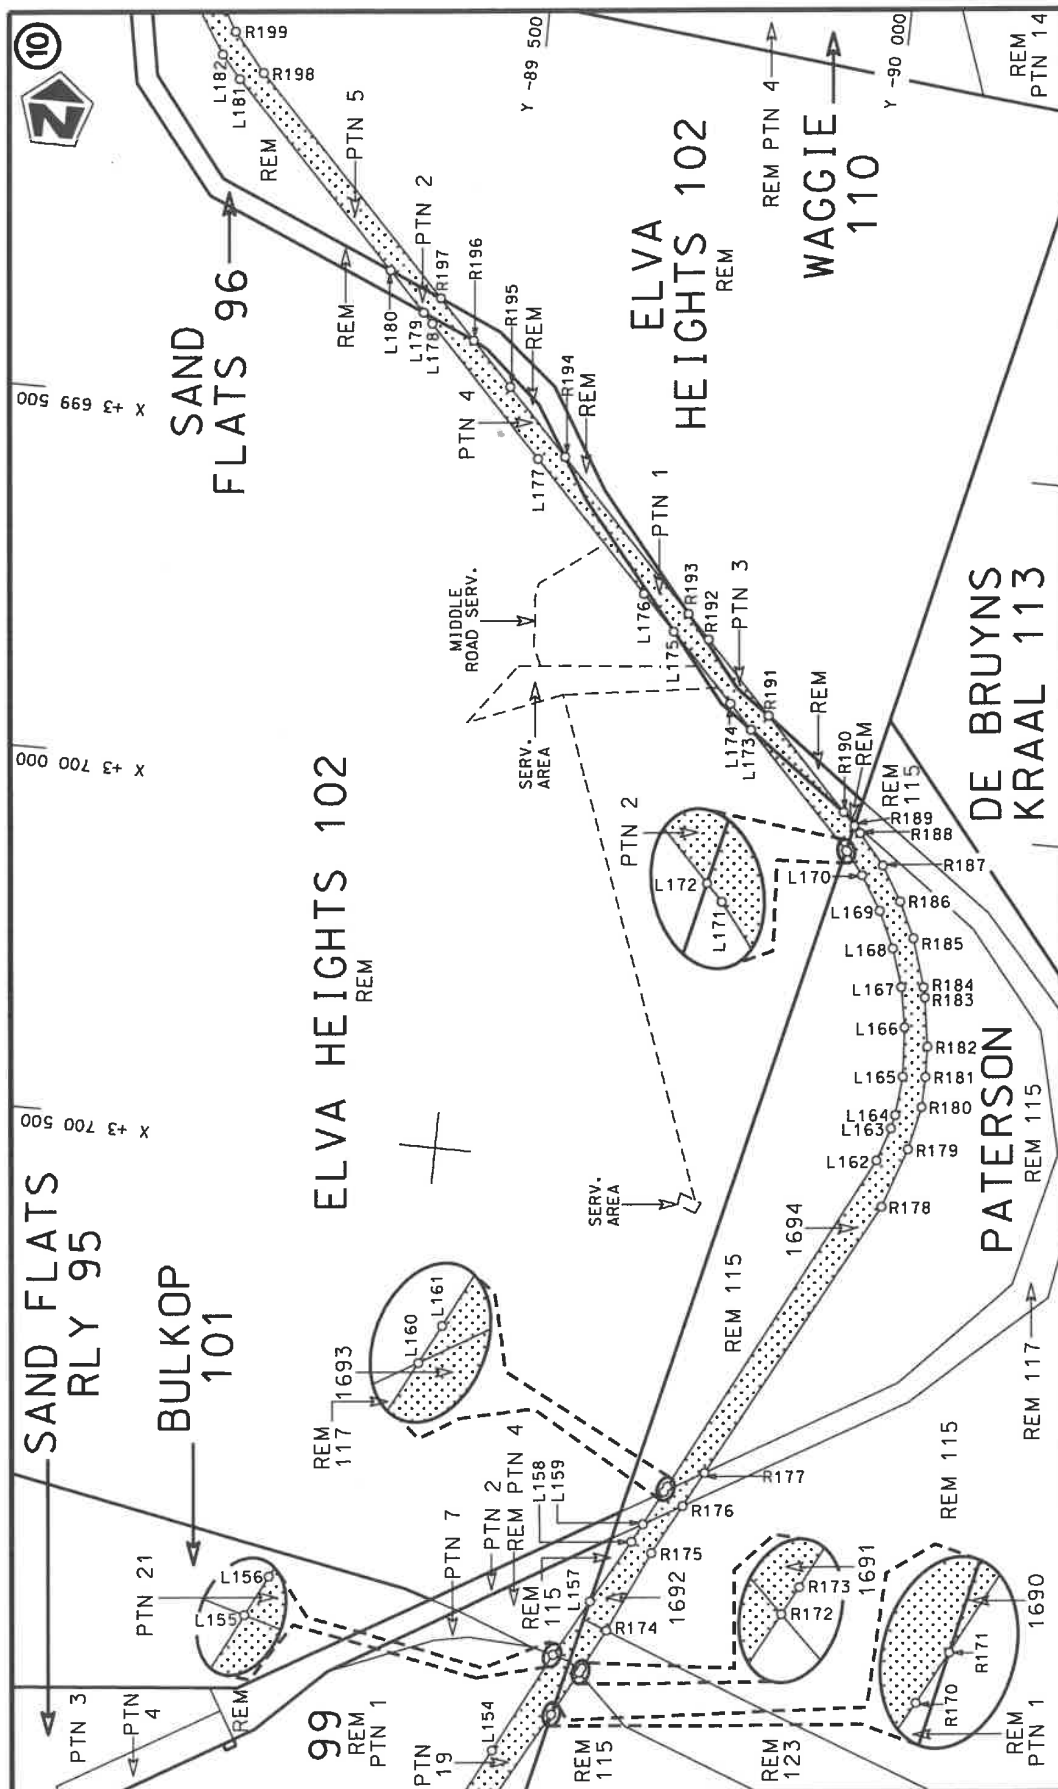 10
N
SAND FLATS
RLY 95
BULKOP
101
SAND
FLATS 96
ELVA HEIGHTS 102
REM
ELVA
HEIGHTS 102
REM
WAGGIE
110
DE BRUYNS
KRAAL 113
PATERSON
99
REM
PTN 1
X +3 699 500
X +3 700 000
X +3 700 500
Y -89 500
Y -90 000
REM
PTN 14
REM PTN 4
L182
L181
R199
R198
REM
PTN 5
PTN 2
REM
L180
L179
L178
R197
R196
R195
REM
R194
REM
PTN 4
L177
PTN 1
L176
L175
R193
R192
PTN 3
L174
L173
R191
REM
R190
REM
REM
115
R189
R188
R187
R186
R185
R184
R183
R182
R181
R180
R179
R178
L170
L169
L168
L167
L166
L165
L164
L163
L162
MIDDLE
ROAD SERV.
SERV.
AREA
SERV.
AREA
PTN 2
L172
L171
1694
REM 115
REM 115
REM 117
REM 115
L161
L160
1693
REM
117
REM PTN 4
L158
L159
PTN 2
PTN 7
R177
R176
R175
R174
REM
115
L157
1692
PTN 21
L156
L155
1691
R173
R172
1690
R171
R170
REM
PTN 1
REM
123
REM
115
L154
PTN
19
PTN 3
PTN
4
REM